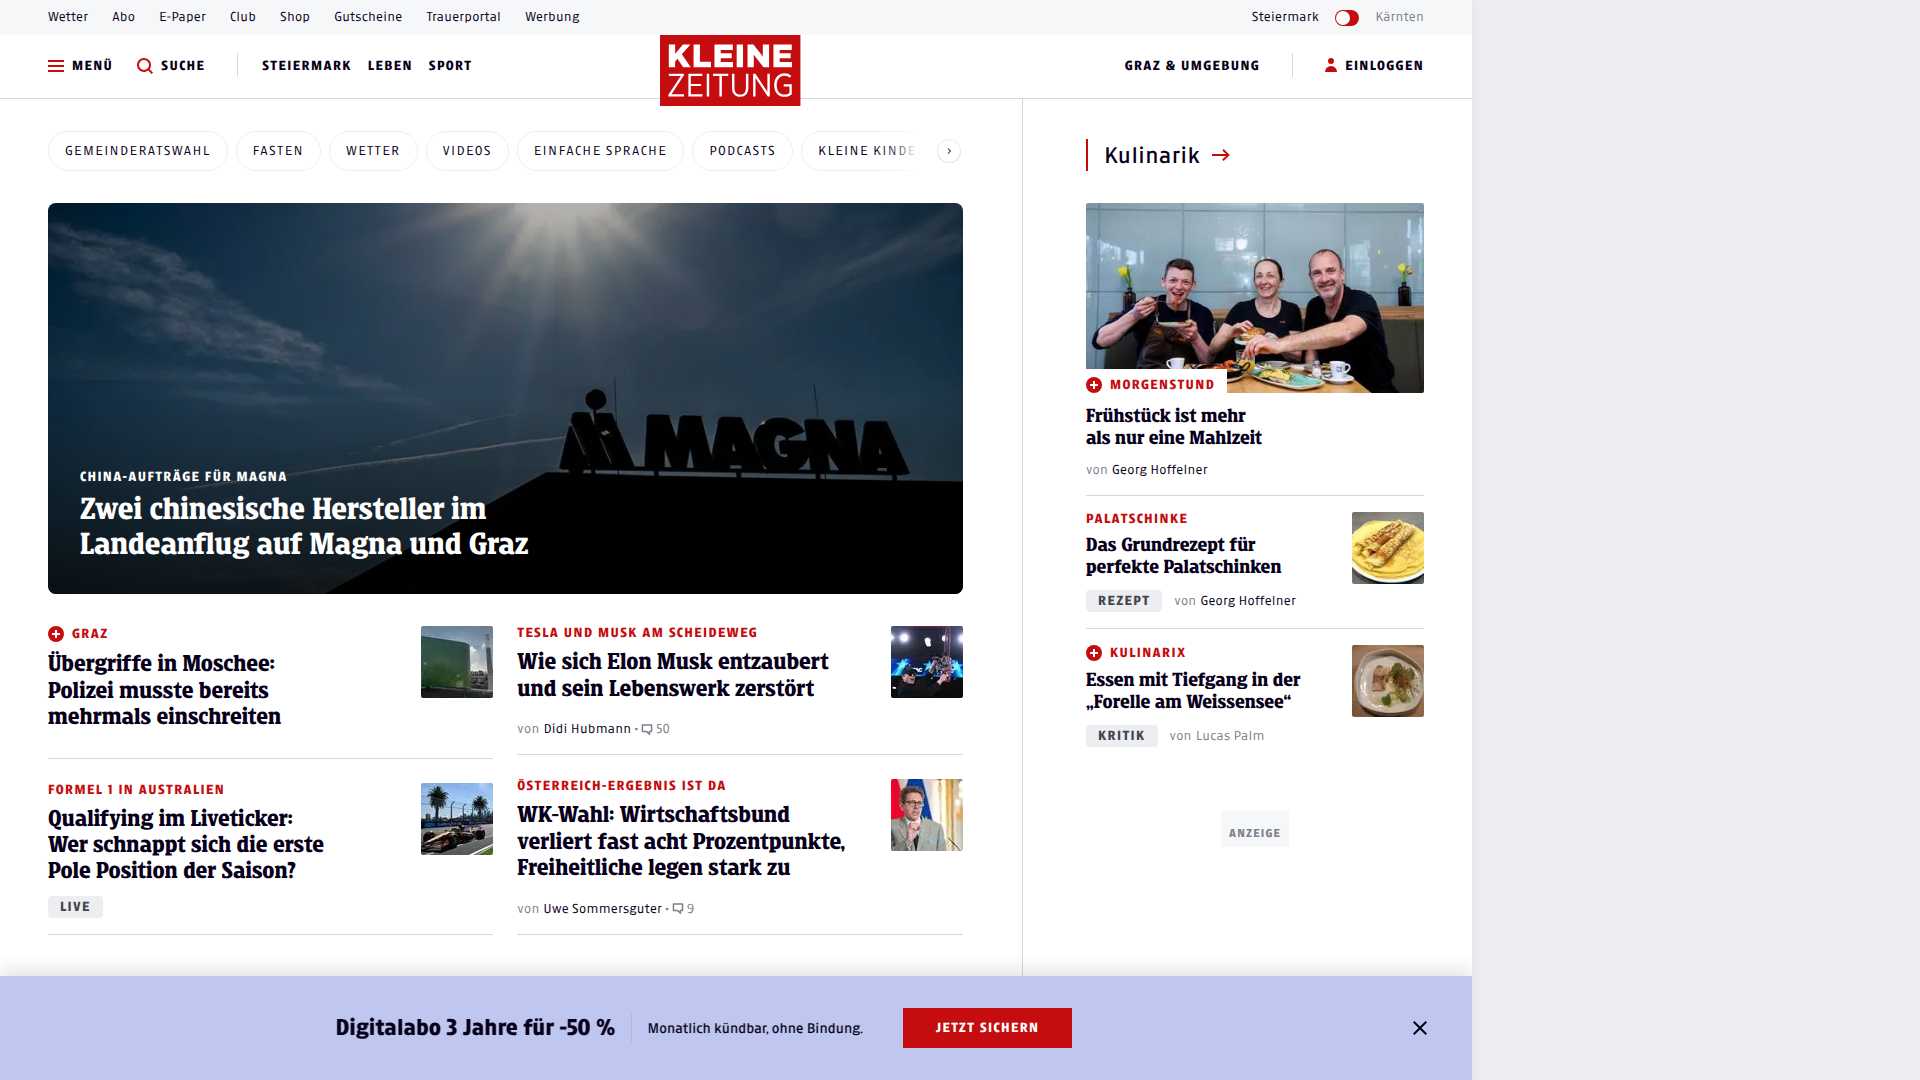 Wetter Abo E-Paper Club Shop Gutscheine Trauerportal Werbung Steiermark Kärnten
MENÜ SUCHE STEIERMARK LEBEN SPORT KLEINE ZEITUNG GRAZ & UMGEBUNG EINLOGGEN
GEMEINDERATSWAHL FASTEN WETTER VIDEOS EINFACHE SPRACHE PODCASTS KLEINE KINDE
MAGNA
CHINA-AUFTRÄGE FÜR MAGNA
Zwei chinesische Hersteller im
Landeanflug auf Magna und Graz
GRAZ
Übergriffe in Moschee:
Polizei musste bereits
mehrmals einschreiten
TESLA UND MUSK AM SCHEIDEWEG
Wie sich Elon Musk entzaubert
und sein Lebenswerk zerstört
von Didi Hubmann • 50
FORMEL 1 IN AUSTRALIEN
Qualifying im Liveticker:
Wer schnappt sich die erste
Pole Position der Saison?
LIVE
ÖSTERREICH-ERGEBNIS IST DA
WK-Wahl: Wirtschaftsbund
verliert fast acht Prozentpunkte,
Freiheitliche legen stark zu
von Uwe Sommersguter • 9
Kulinarik
MORGENSTUND
Frühstück ist mehr
als nur eine Mahlzeit
von Georg Hoffelner
PALATSCHINKE
Das Grundrezept für
perfekte Palatschinken
REZEPT von Georg Hoffelner
KULINARIX
Essen mit Tiefgang in der
„Forelle am Weissensee“
KRITIK von Lucas Palm
ANZEIGE
Digitalabo 3 Jahre für -50 % Monatlich kündbar, ohne Bindung. JETZT SICHERN